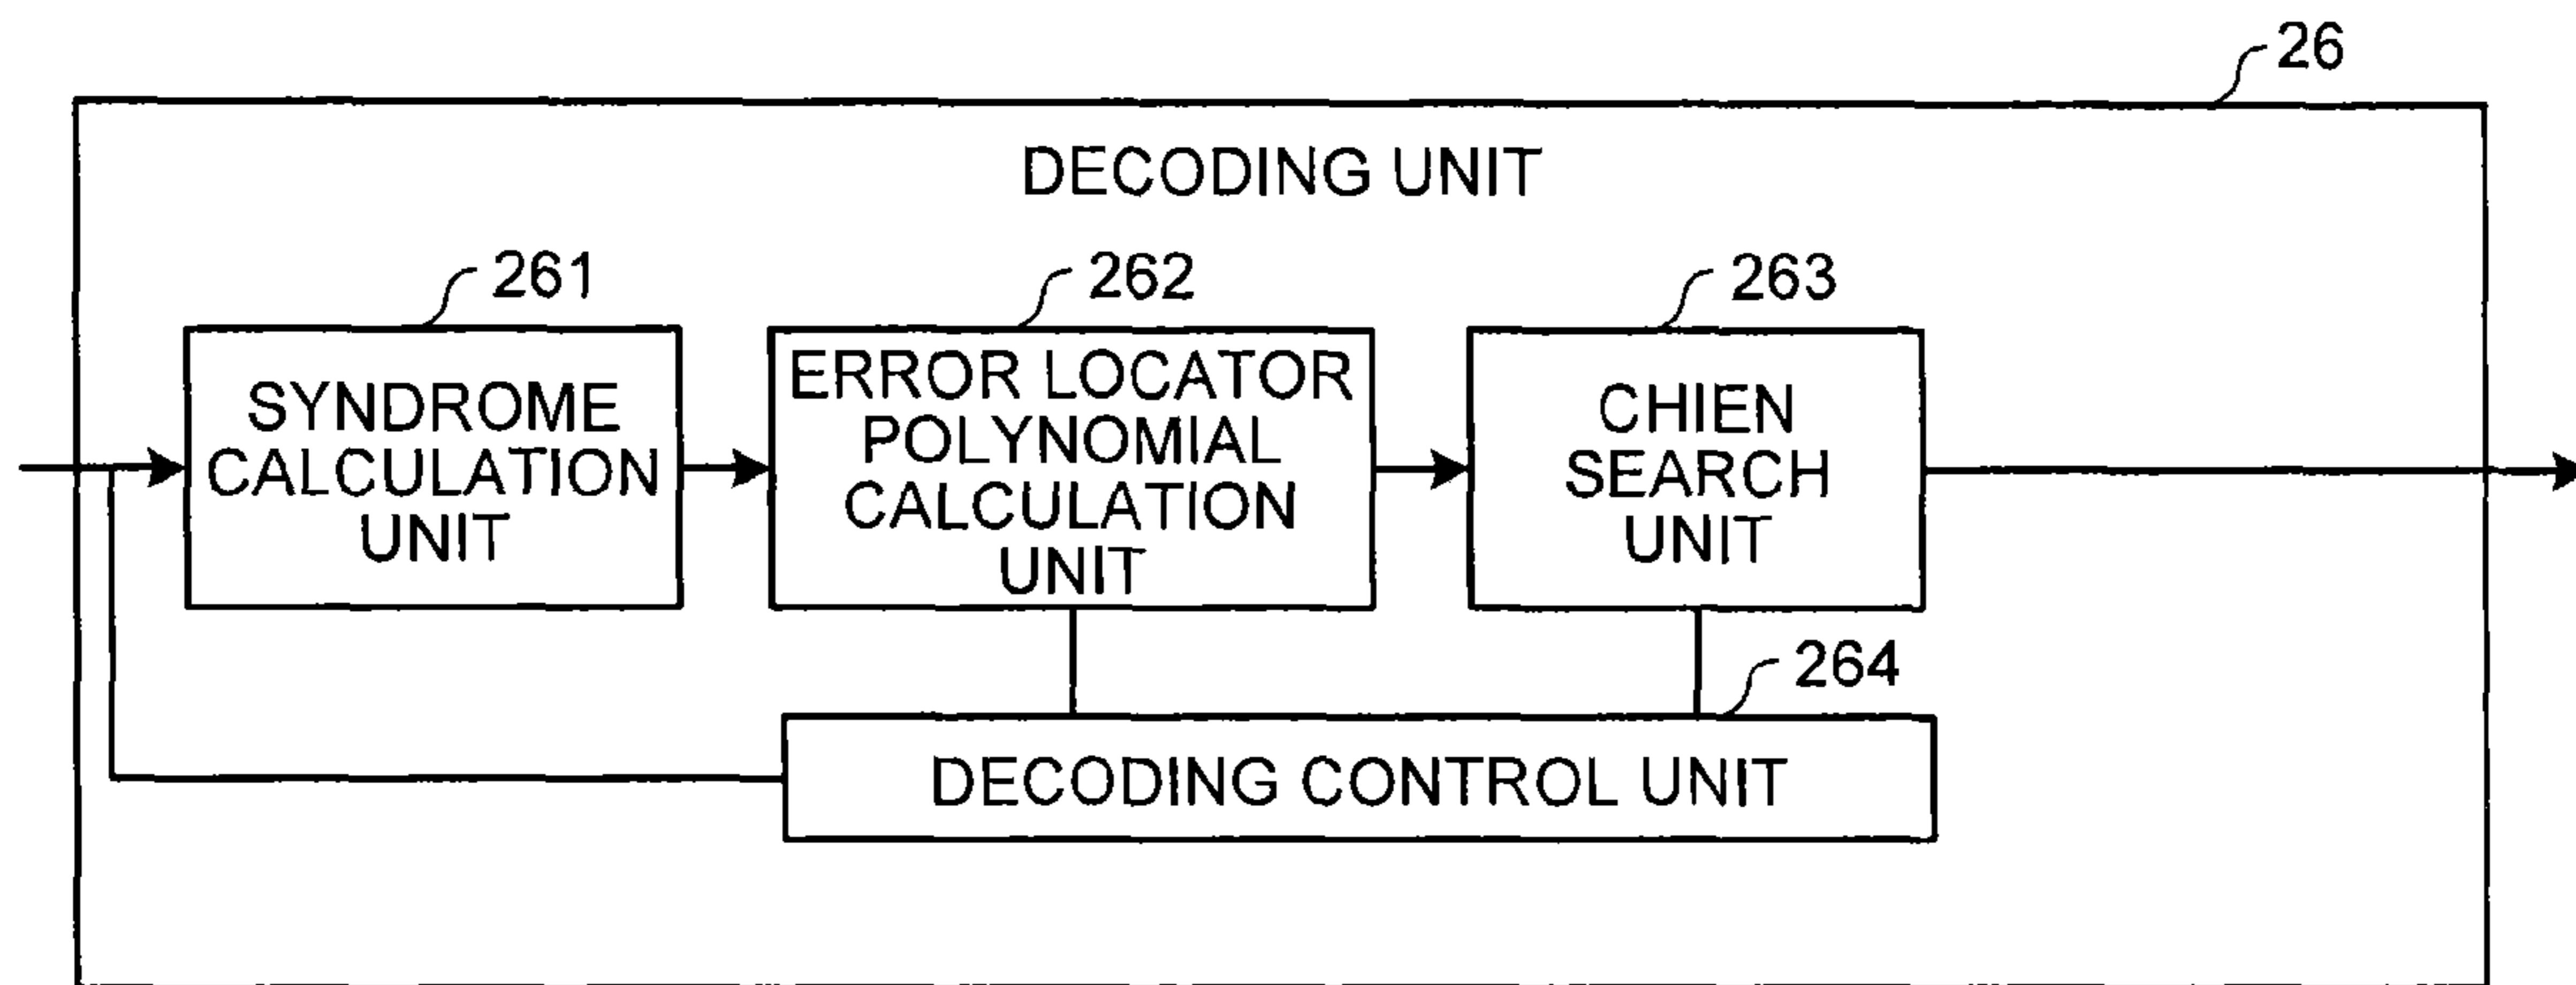 26
DECODING UNIT
261
SYNDROME
CALCULATION
UNIT
262
ERROR LOCATOR
POLYNOMIAL
CALCULATION
UNIT
263
CHIEN
SEARCH
UNIT
264
DECODING CONTROL UNIT